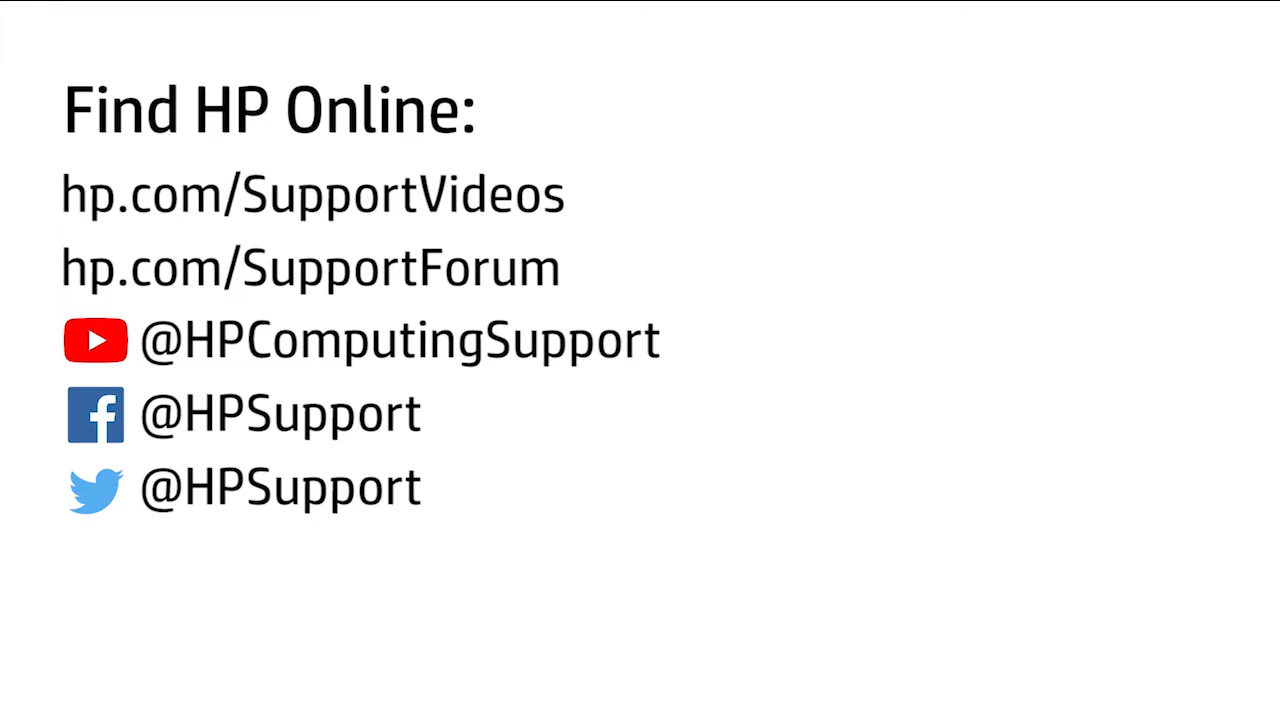 Find HP Online:
hp.com/SupportVideos
hp.com/SupportForum
@HPComputingSupport
@HPSupport
@HPSupport